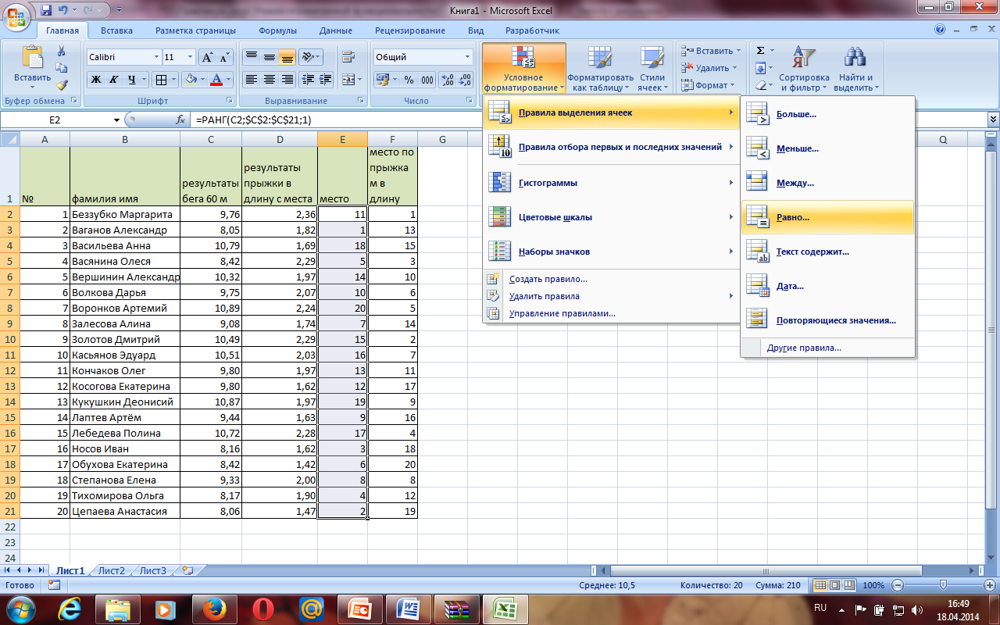 Книга1 - Microsoft Excel
Главная Вставка Разметка страницы Формулы Данные Рецензирование Вид Разработчик
Вставить
Буфер обмена
Calibri 11
Ж К Ч
Шрифт
Выравнивание
Общий
% 000
Число
Условное форматирование
Форматировать как таблицу
Стили ячеек
Вставить
Удалить
Формат
Сортировка и фильтр
Найти и выделить
E2 fx =РАНГ(C2;$C$2:$C$21;1)
Правила выделения ячеек
Правила отбора первых и последних значений
Гистограммы
Цветовые шкалы
Наборы значков
Создать правило...
Удалить правила
Управление правилами...
Больше...
Меньше...
Между...
Равно...
Текст содержит...
Дата...
Повторяющиеся значения...
Другие правила...
A B C D E F G Q
1 № фамилия имя результаты бега 60 м результаты прыжки в длину с места место место по прыжка м в длину
2 1 Беззубко Маргарита 9,76 2,36 11 1
3 2 Ваганов Александр 8,05 1,82 1 13
4 3 Васильева Анна 10,79 1,69 18 15
5 4 Васянина Олеся 8,42 2,29 5 3
6 5 Вершинин Александр 10,32 1,97 14 10
7 6 Волкова Дарья 9,75 2,07 10 6
8 7 Воронков Артемий 10,89 2,24 20 5
9 8 Залесова Алина 9,08 1,74 7 14
10 9 Золотов Дмитрий 10,49 2,29 15 2
11 10 Касьянов Эдуард 10,51 2,03 16 7
12 11 Кончаков Олег 9,80 1,97 13 11
13 12 Косогова Екатерина 9,80 1,62 12 17
14 13 Кукушкин Деонисий 10,87 1,97 19 9
15 14 Лаптев Артём 9,44 1,63 9 16
16 15 Лебедева Полина 10,72 2,28 17 4
17 16 Носов Иван 8,16 1,62 3 18
18 17 Обухова Екатерина 8,42 1,42 6 20
19 18 Степанова Елена 9,33 2,00 8 8
20 19 Тихомирова Ольга 8,17 1,90 4 12
21 20 Цепаева Анастасия 8,06 1,47 2 19
22
23
24
Лист1 Лист2 Лист3
Готово Среднее: 10,5 Количество: 20 Сумма: 210 100%
RU 16:49
18.04.2014